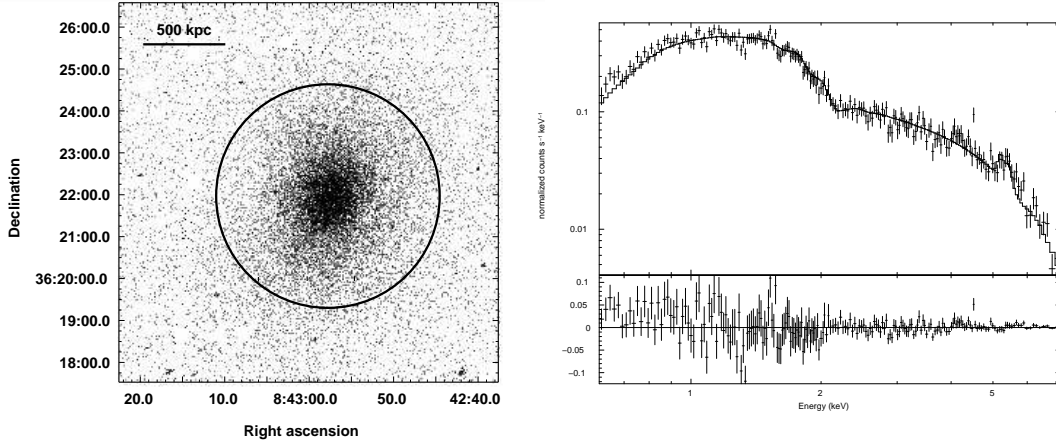 500 kpc
26:00.0
25:00.0
24:00.0
23:00.0
22:00.0
21:00.0
36:20:00.0
19:00.0
18:00.0
Declination
20.0 10.0 8:43:00.0 50.0 42:40.0
Right ascension
normalized counts s⁻¹ keV⁻¹
0.1
0.01
0.1
0.05
0
−0.05
−0.1
1 2 5
Energy (keV)